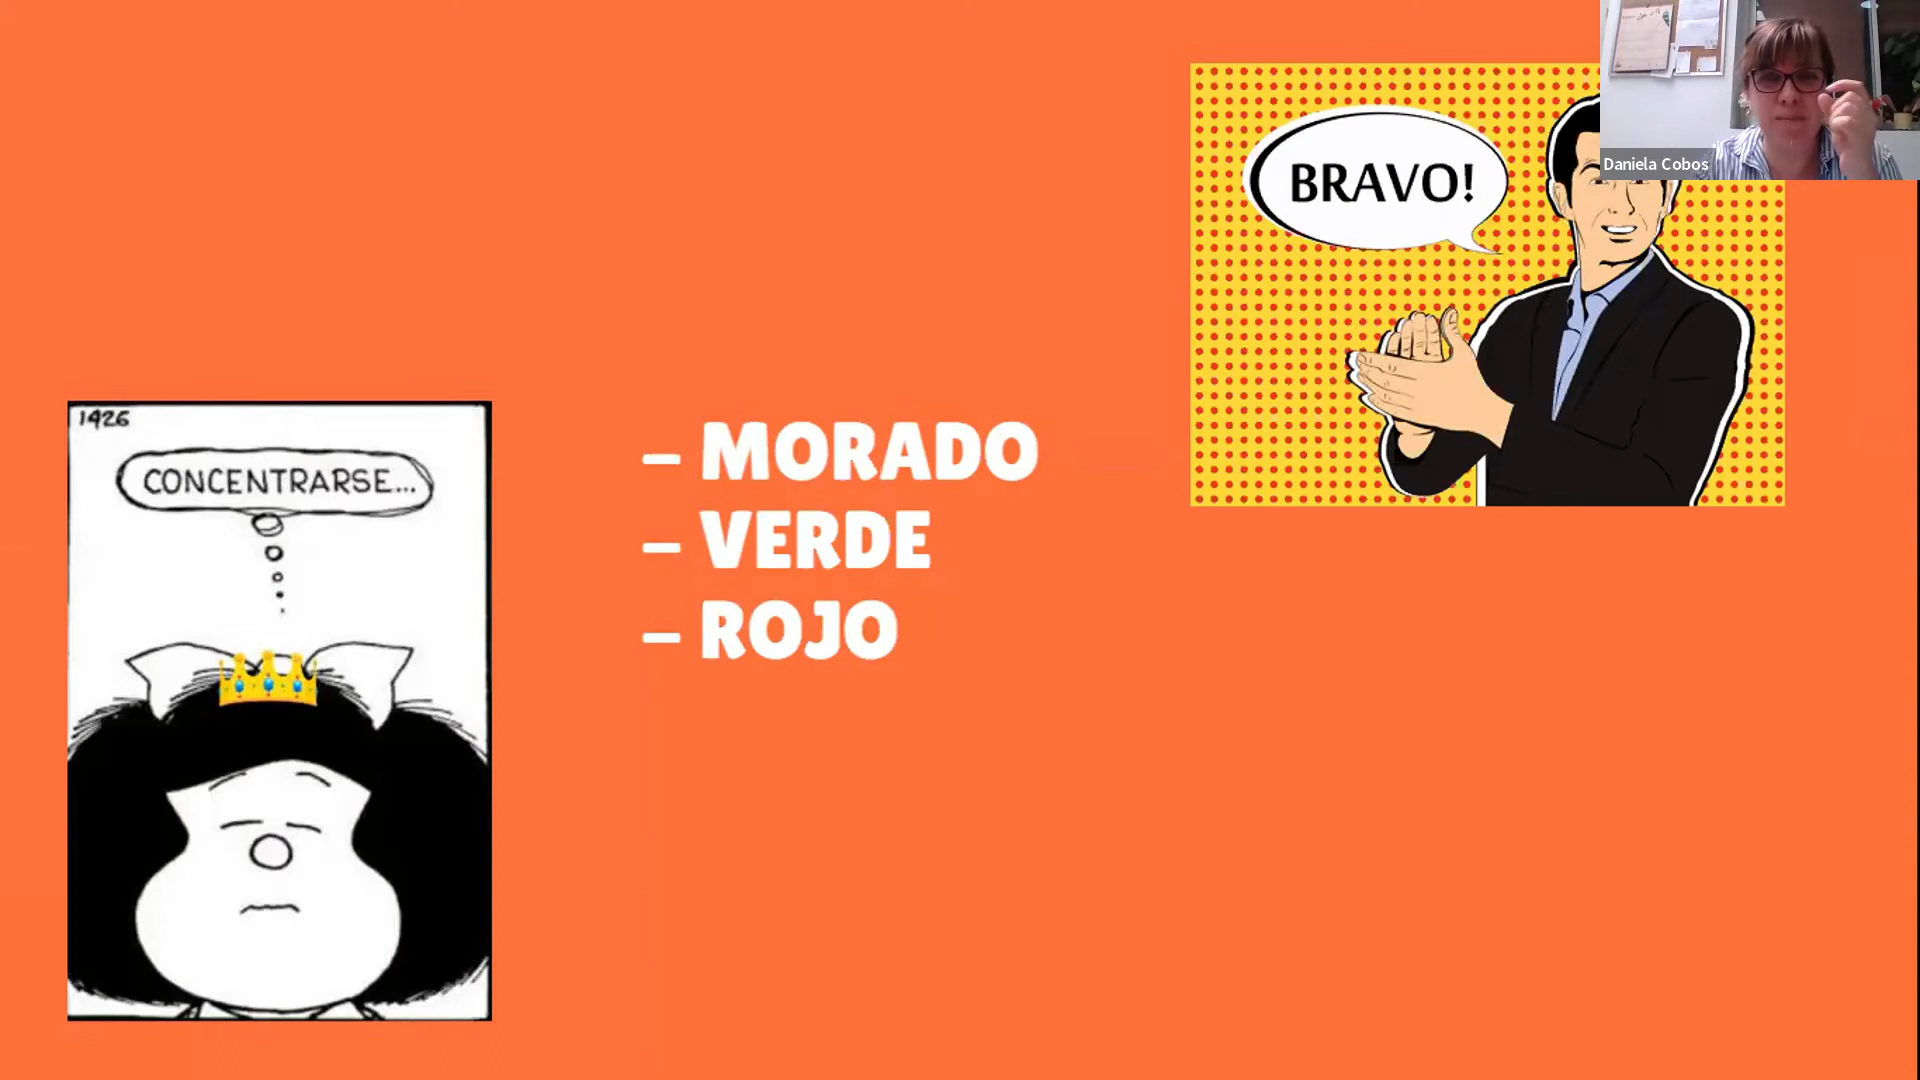 Daniela Cobos
BRAVO!
1426
CONCENTRARSE...
– MORADO
– VERDE
– ROJO